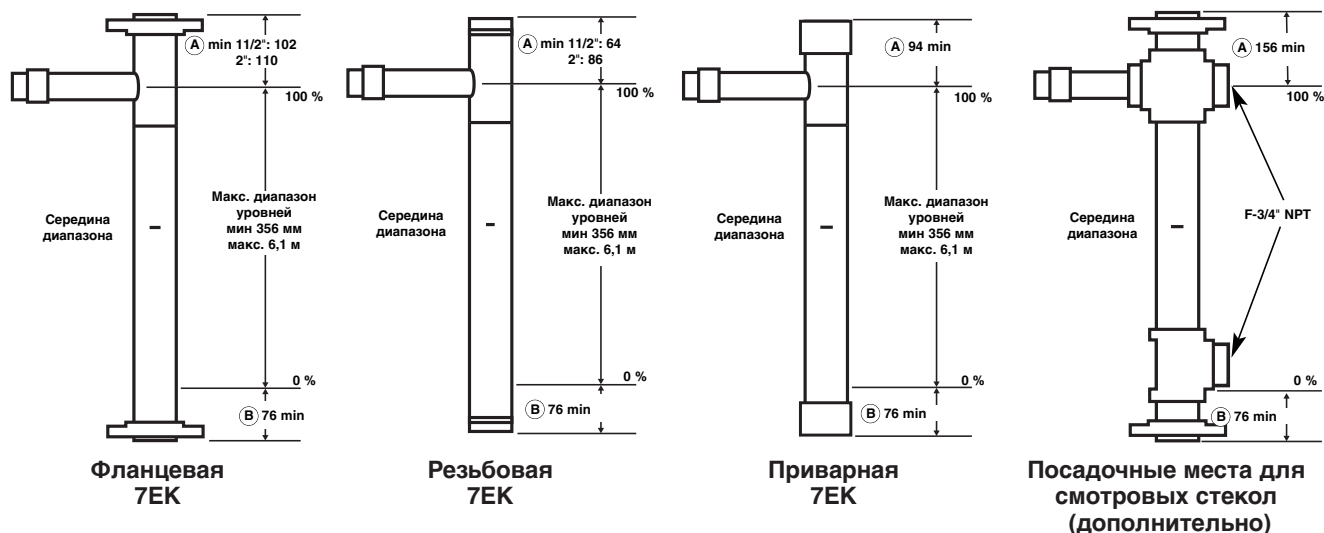 A min 11/2": 102
2": 110
100 %
Середина
диапазона
Макс. диапазон
уровней
мин 356 мм
макс. 6,1 м
0 %
B 76 min
Фланцевая
7EK
A min 11/2": 64
2": 86
100 %
Середина
диапазона
Макс. диапазон
уровней
мин 356 мм
макс. 6,1 м
0 %
B 76 min
Резьбовая
7EK
A 94 min
100 %
Середина
диапазона
Макс. диапазон
уровней
мин 356 мм
макс. 6,1 м
0 %
B 76 min
Приварная
7EK
A 156 min
100 %
Середина
диапазона
F-3/4" NPT
0 %
B 76 min
Посадочные места для
смотровых стекол
(дополнительно)